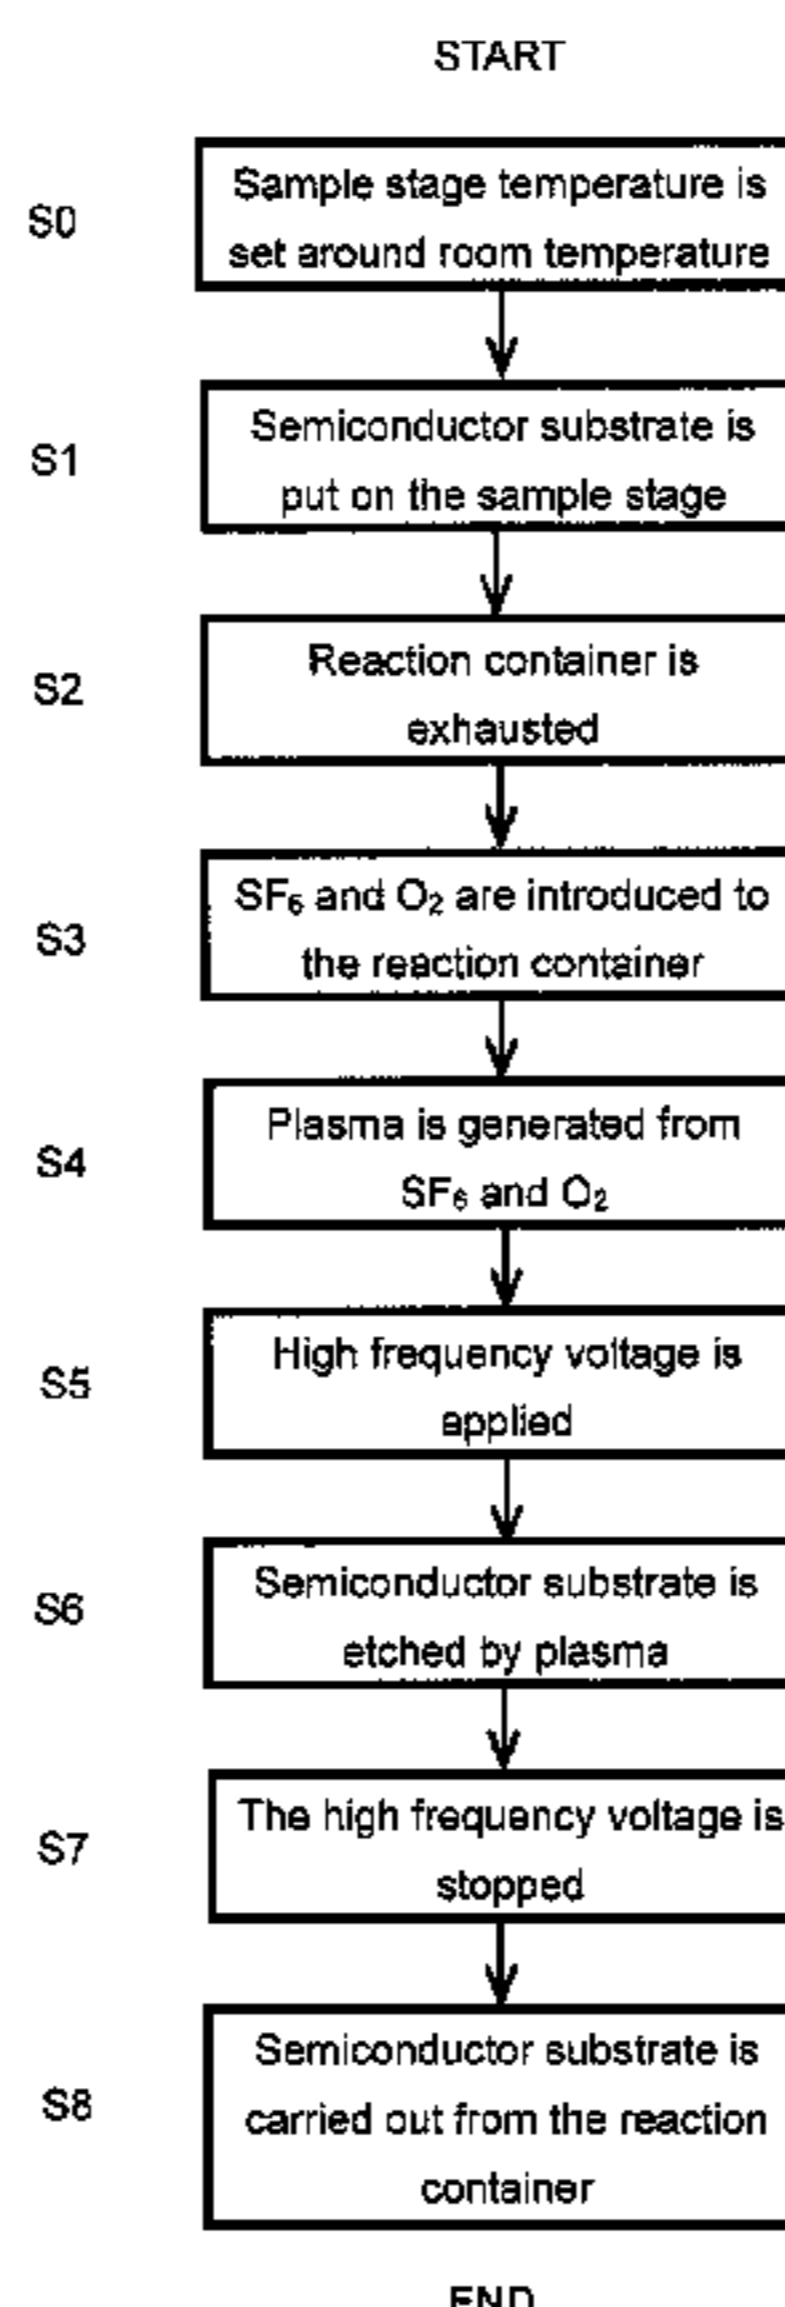 START
S0
Sample stage temperature is
set around room temperature
S1
Semiconductor substrate is
put on the sample stage
S2
Reaction container is
exhausted
S3
SF₆ and O₂ are introduced to
the reaction container
S4
Plasma is generated from
SF₆ and O₂
S5
High frequency voltage is
applied
S6
Semiconductor substrate is
etched by plasma
S7
The high frequency voltage is
stopped
S8
Semiconductor substrate is
carried out from the reaction
container
END